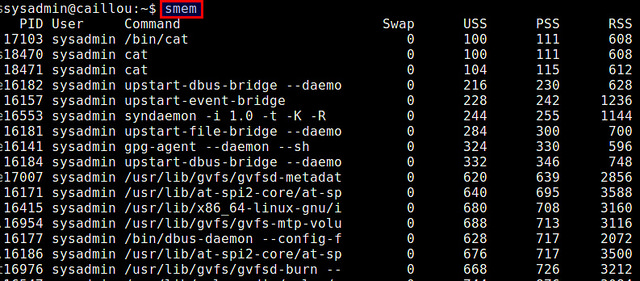 ssysadmin@caillou:~$ smem
PID User Command Swap USS PSS RSS
17103 sysadmin /bin/cat 0 100 111 608
s18470 sysadmin cat 0 100 111 608
18471 sysadmin cat 0 104 115 612
e16182 sysadmin upstart-dbus-bridge --daemo 0 216 230 628
16157 sysadmin upstart-event-bridge 0 228 242 1236
e16553 sysadmin syndaemon -i 1.0 -t -K -R 0 244 255 1144
16181 sysadmin upstart-file-bridge --daemo 0 284 300 700
e16141 sysadmin gpg-agent --daemon --sh 0 324 330 596
16184 sysadmin upstart-dbus-bridge --daemo 0 332 346 748
e17007 sysadmin /usr/lib/gvfs/gvfsd-metadat 0 620 639 2856
16171 sysadmin /usr/lib/at-spi2-core/at-sp 0 640 695 3588
16415 sysadmin /usr/lib/x86_64-linux-gnu/i 0 680 708 3160
.16954 sysadmin /usr/lib/gvfs/gvfs-mtp-volu 0 688 713 3116
16177 sysadmin /bin/dbus-daemon --config-f 0 628 717 2072
.16186 sysadmin /usr/lib/at-spi2-core/at-sp 0 676 717 3500
t16976 sysadmin /usr/lib/gvfs/gvfsd-burn -- 0 668 726 3212